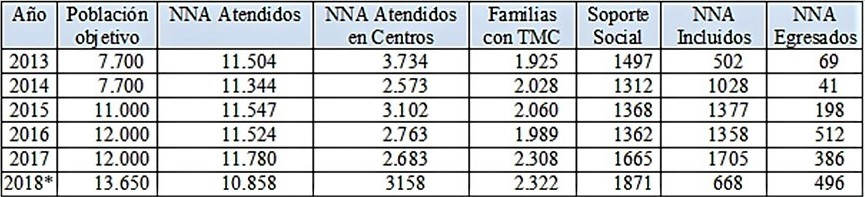 Año Población objetivo NNA Atendidos NNA Atendidos en Centros Familias con TMC Soporte Social NNA Incluidos NNA Egresados
2013 7.700 11.504 3.734 1.925 1497 502 69
2014 7.700 11.344 2.573 2.028 1312 1028 41
2015 11.000 11.547 3.102 2.060 1368 1377 198
2016 12.000 11.524 2.763 1.989 1362 1358 512
2017 12.000 11.780 2.683 2.308 1665 1705 386
2018* 13.650 10.858 3158 2.322 1871 668 496